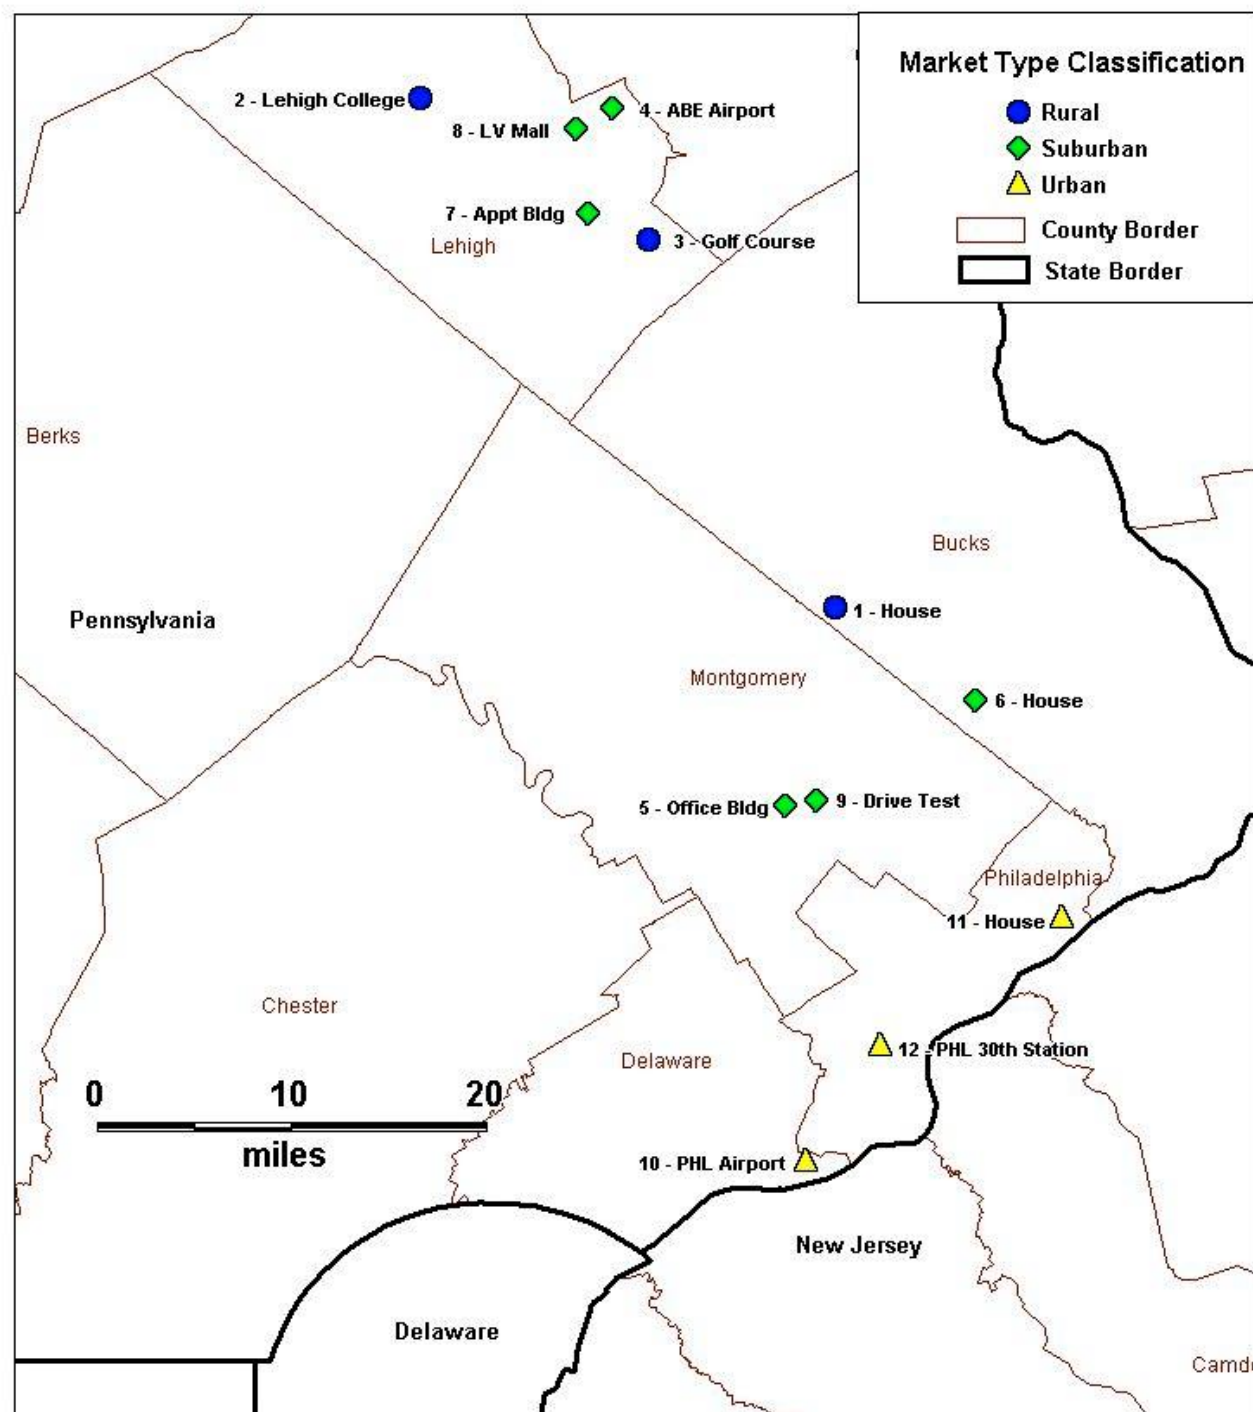 Market Type Classification
Rural
Suburban
Urban
County Border
State Border
2 - Lehigh College
4 - ABE Airport
8 - LV Mall
7 - Appt Bldg
3 - Golf Course
Lehigh
Berks
Bucks
Pennsylvania
1 - House
Montgomery
6 - House
5 - Office Bldg
9 - Drive Test
Philadelphia
11 - House
Chester
Delaware
12 - PHL 30th Station
0 10 20
miles
10 - PHL Airport
New Jersey
Delaware
Camde